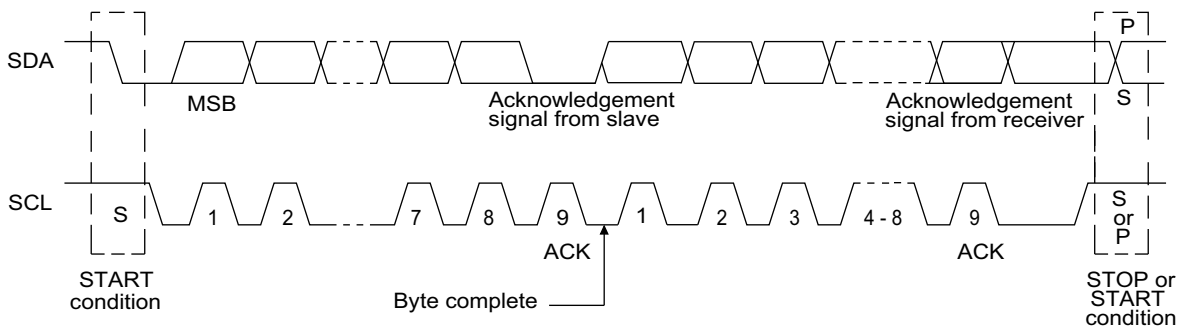 P
SDA
MSB
Acknowledgement
signal from slave
Acknowledgement
signal from receiver
S
SCL
S
1
2
7
8
9
1
2
3
4 - 8
9
S
or
P
ACK
ACK
START
condition
Byte complete
STOP or
START
condition